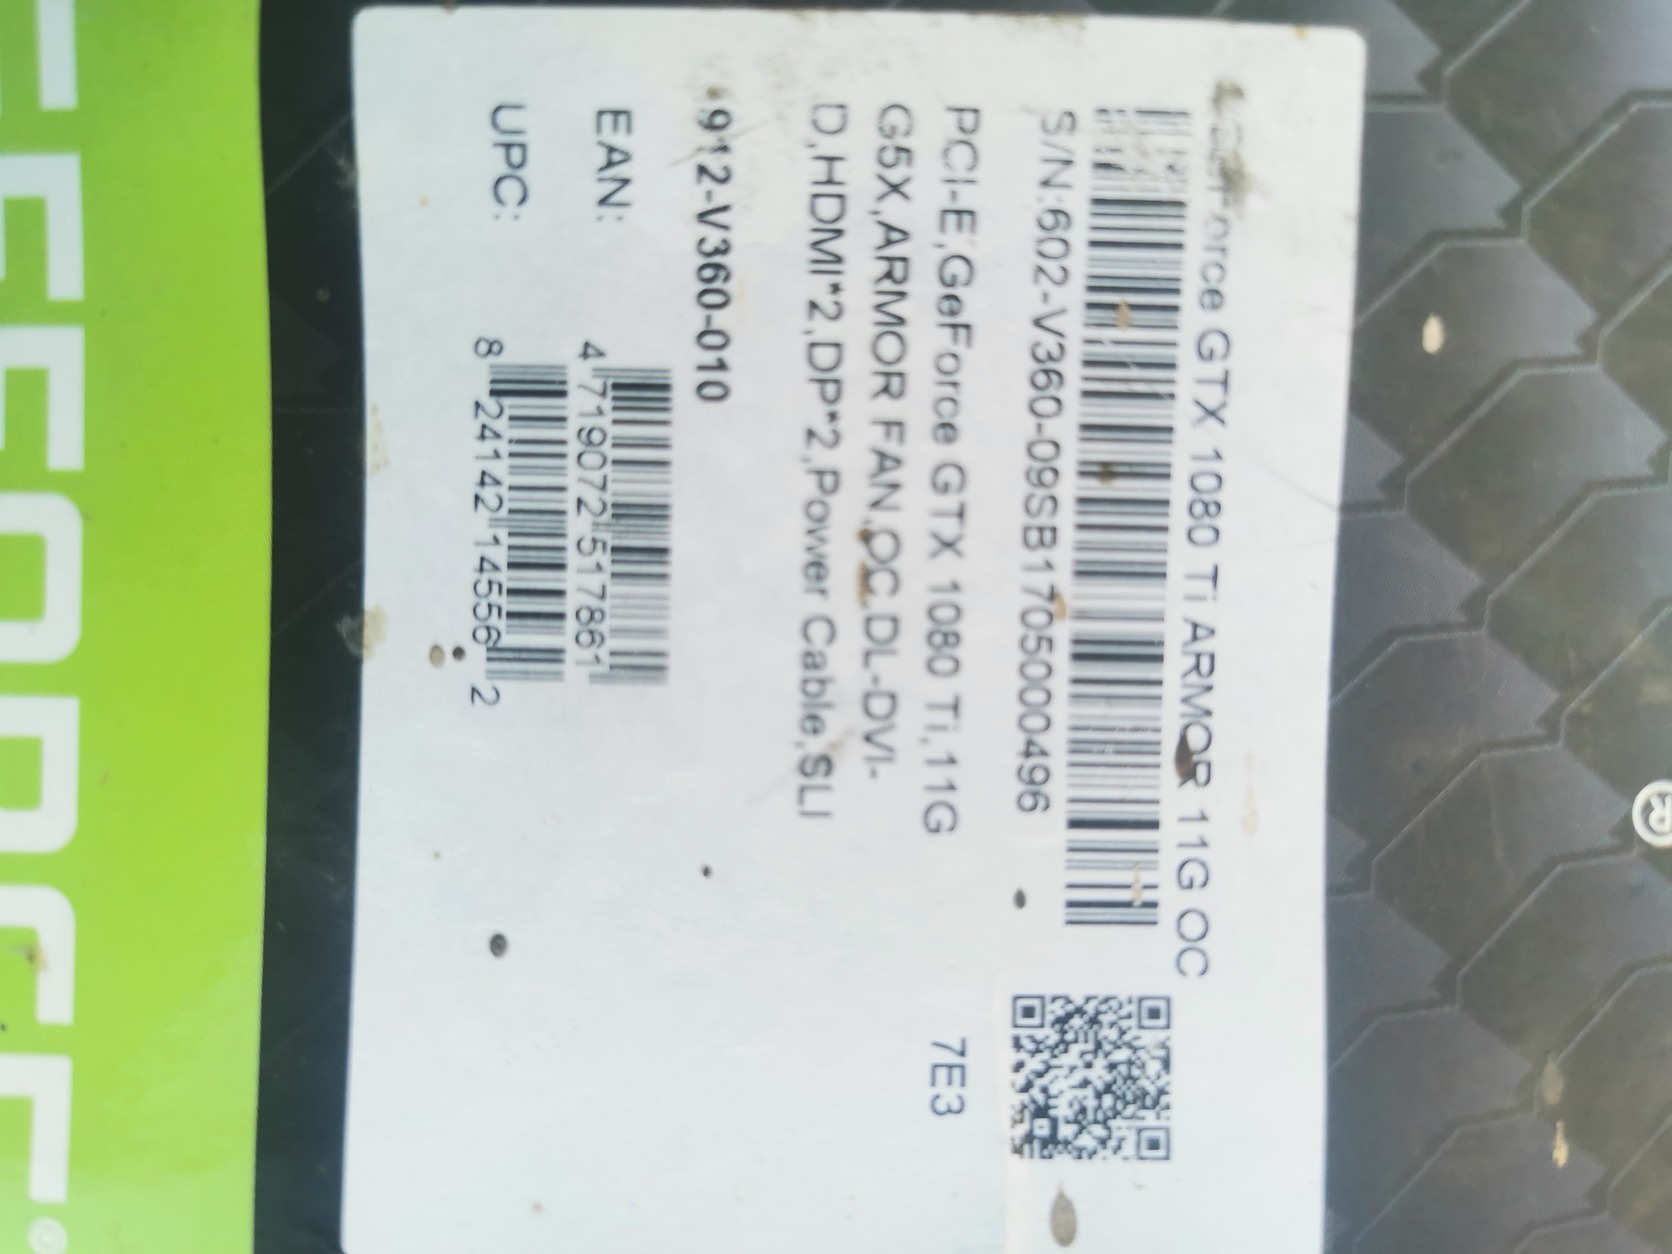 GeForce GTX 1080 Ti ARMOR 11G OC
S/N:602-V360-09SB1705000496
PCI-E,GeForce GTX 1080 Ti,11G
7E3
G5X,ARMOR FAN,OC,DL-DVI-
D,HDMI*2,DP*2,Power Cable,SLI
912-V360-010
EAN:
4 719072 517861
UPC:
8 24142 14556 2
GEFORCE
®